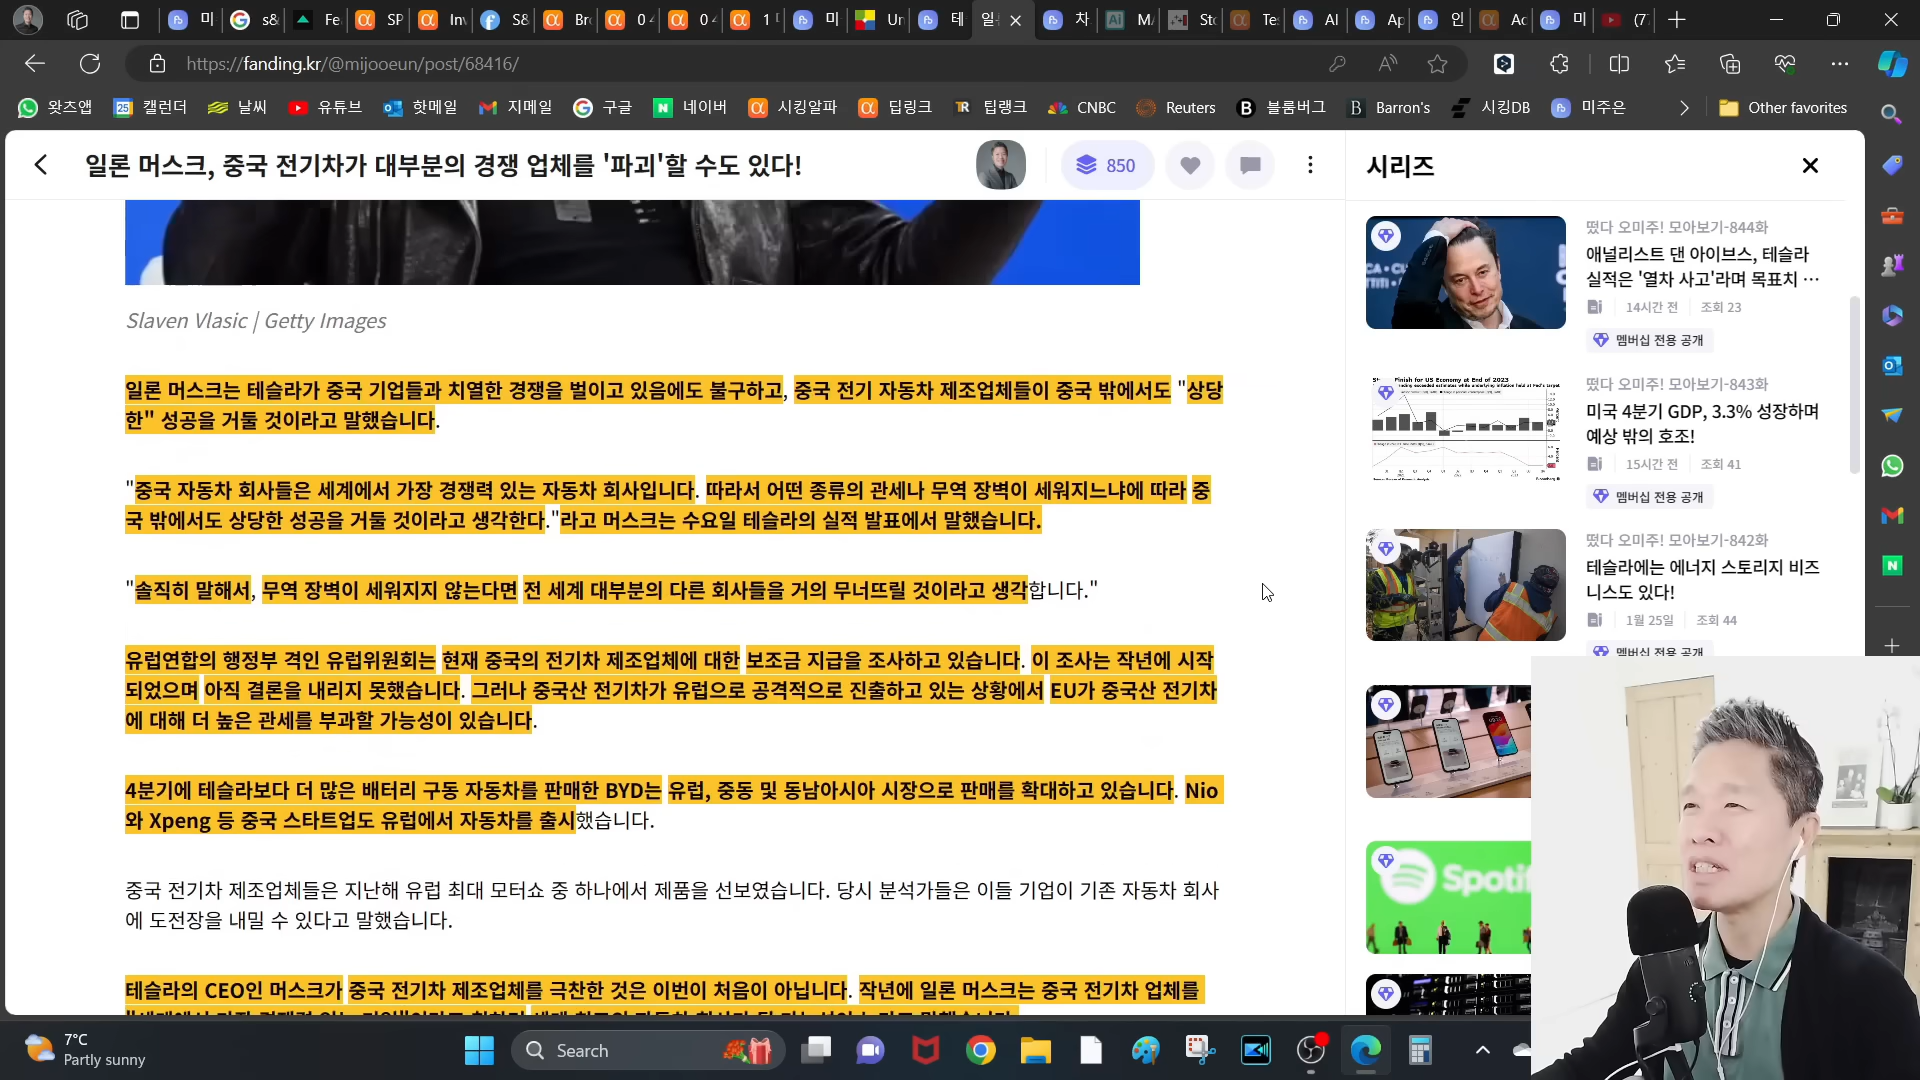 미
s&
Fe
SP
In
S&
Br
0 4
0 4
1
미
Un
테
일
차
M
Sto
Te
AI
Ap
인
Ac
미
(7
https://fanding.kr/@mijooeun/post/68416/
왓츠앱
캘린더
날씨
유튜브
핫메일
지메일
구글
네이버
시킹알파
딥링크
팁랭크
CNBC
Reuters
블룸버그
Barron's
시킹DB
미주은
Other favorites
일론 머스크, 중국 전기차가 대부분의 경쟁 업체를 '파괴'할 수도 있다!
850
Slaven Vlasic | Getty Images
일론 머스크는 테슬라가 중국 기업들과 치열한 경쟁을 벌이고 있음에도 불구하고, 중국 전기 자동차 제조업체들이 중국 밖에서도 "상당
한" 성공을 거둘 것이라고 말했습니다.
"중국 자동차 회사들은 세계에서 가장 경쟁력 있는 자동차 회사입니다. 따라서 어떤 종류의 관세나 무역 장벽이 세워지느냐에 따라 중
국 밖에서도 상당한 성공을 거둘 것이라고 생각한다."라고 머스크는 수요일 테슬라의 실적 발표에서 말했습니다.
"솔직히 말해서, 무역 장벽이 세워지지 않는다면 전 세계 대부분의 다른 회사들을 거의 무너뜨릴 것이라고 생각합니다."
유럽연합의 행정부 격인 유럽위원회는 현재 중국의 전기차 제조업체에 대한 보조금 지급을 조사하고 있습니다. 이 조사는 작년에 시작
되었으며 아직 결론을 내리지 못했습니다. 그러나 중국산 전기차가 유럽으로 공격적으로 진출하고 있는 상황에서 EU가 중국산 전기차
에 대해 더 높은 관세를 부과할 가능성이 있습니다.
4분기에 테슬라보다 더 많은 배터리 구동 자동차를 판매한 BYD는 유럽, 중동 및 동남아시아 시장으로 판매를 확대하고 있습니다. Nio
와 Xpeng 등 중국 스타트업도 유럽에서 자동차를 출시했습니다.
중국 전기차 제조업체들은 지난해 유럽 최대 모터쇼 중 하나에서 제품을 선보였습니다. 당시 분석가들은 이들 기업이 기존 자동차 회사
에 도전장을 내밀 수 있다고 말했습니다.
테슬라의 CEO인 머스크가 중국 전기차 제조업체를 극찬한 것은 이번이 처음이 아닙니다. 작년에 일론 머스크는 중국 전기차 업체를
시리즈
떴다 오미주! 모아보기-844화
애널리스트 댄 아이브스, 테슬라
실적은 '열차 사고'라며 목표치 …
14시간 전 조회 23
멤버십 전용 공개
떴다 오미주! 모아보기-843화
미국 4분기 GDP, 3.3% 성장하며
예상 밖의 호조!
15시간 전 조회 41
멤버십 전용 공개
떴다 오미주! 모아보기-842화
테슬라에는 에너지 스토리지 비즈
니스도 있다!
1월 25일 조회 44
멤버십 전용 공개
Finish for US Economy at End of 2023
Spotif
7°C
Partly sunny
Search